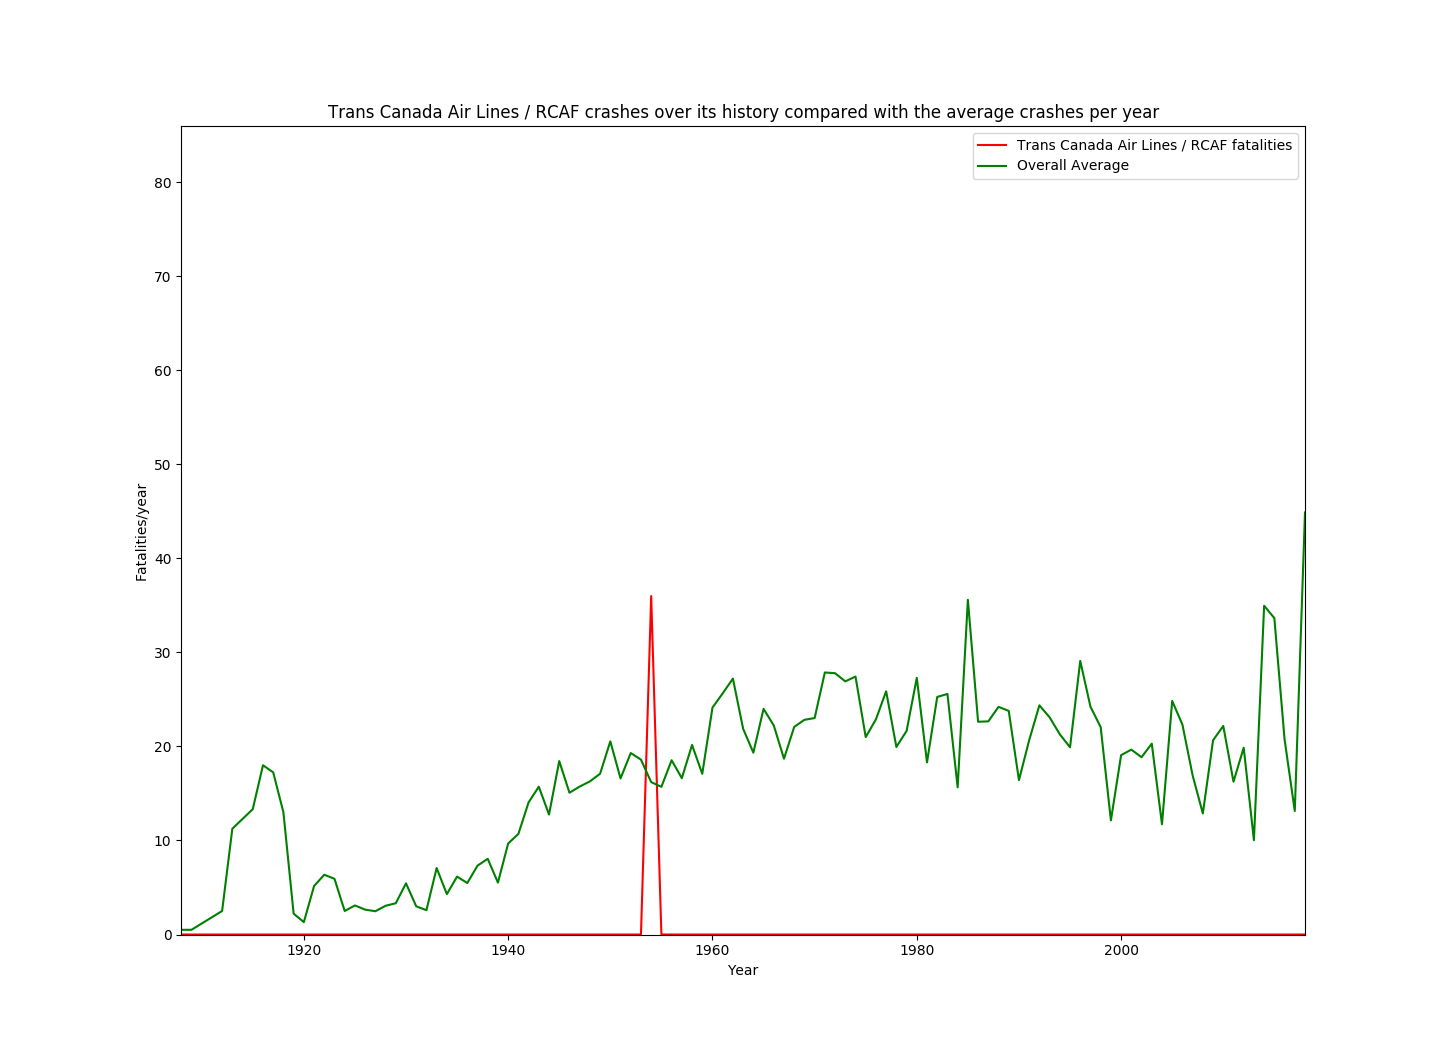 Trans Canada Air Lines / RCAF crashes over its history compared with the average crashes per year
Trans Canada Air Lines / RCAF fatalities
Overall Average
80
70
60
50
40
30
20
10
0
Fatalities/year
1920 1940 1960 1980 2000
Year